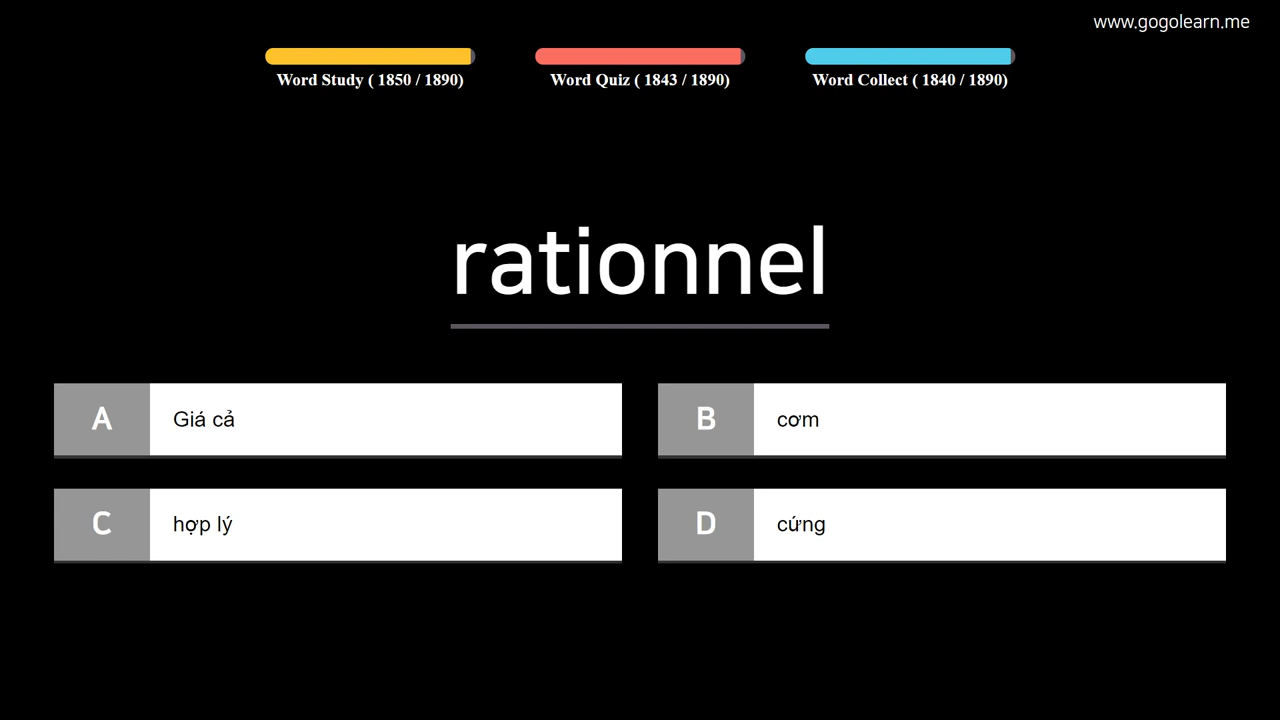 www.gogolearn.me
Word Study ( 1850 / 1890)
Word Quiz ( 1843 / 1890)
Word Collect ( 1840 / 1890)
rationnel
A Giá cả
B cơm
C hợp lý
D cứng